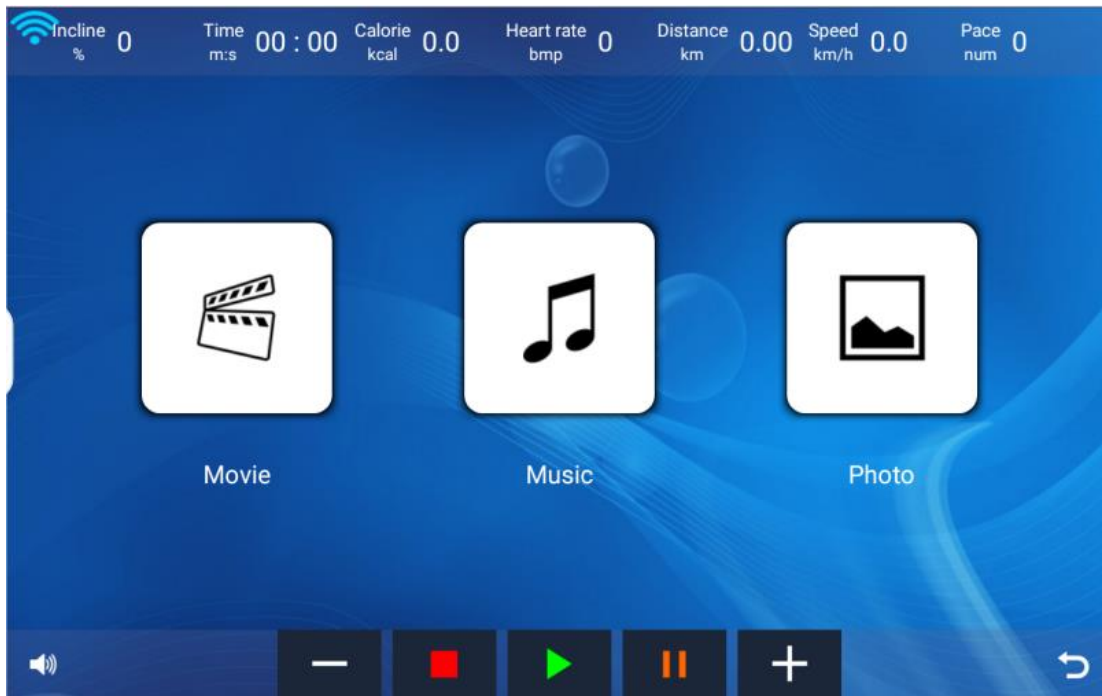 Incline % 0
Time m:s 00 : 00
Calorie kcal 0.0
Heart rate bmp 0
Distance km 0.00
Speed km/h 0.0
Pace num 0
Movie
Music
Photo